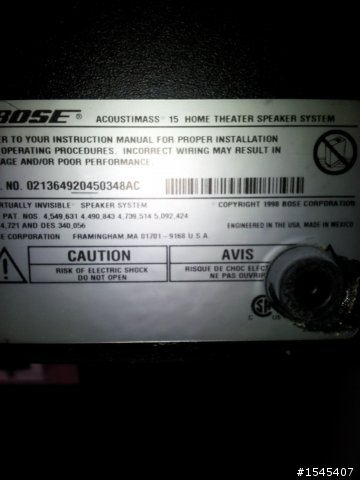 BOSE® ACOUSTIMASS® 15 HOME THEATER SPEAKER SYSTEM
ER TO YOUR INSTRUCTION MANUAL FOR PROPER INSTALLATION
OPERATING PROCEDURES. INCORRECT WIRING MAY RESULT IN
AGE AND/OR POOR PERFORMANCE
. NO. 021364920450348AC
RTUALLY INVISIBLE® SPEAKER SYSTEM COPYRIGHT 1998 BOSE CORPORATION
PAT. NOS. 4,549,631 4,490,843 4,739,514 5,092,424
4,721 AND DES 340,056 ENGINEERED IN THE U.S.A., MADE IN MEXICO
E CORPORATION FRAMINGHAM, MA 01701-9168 U.S.A
CAUTION
RISK OF ELECTRIC SHOCK
DO NOT OPEN
AVIS
RISQUE DE CHOC ELEC
NE PAS OUVRIR
C US
#1545407